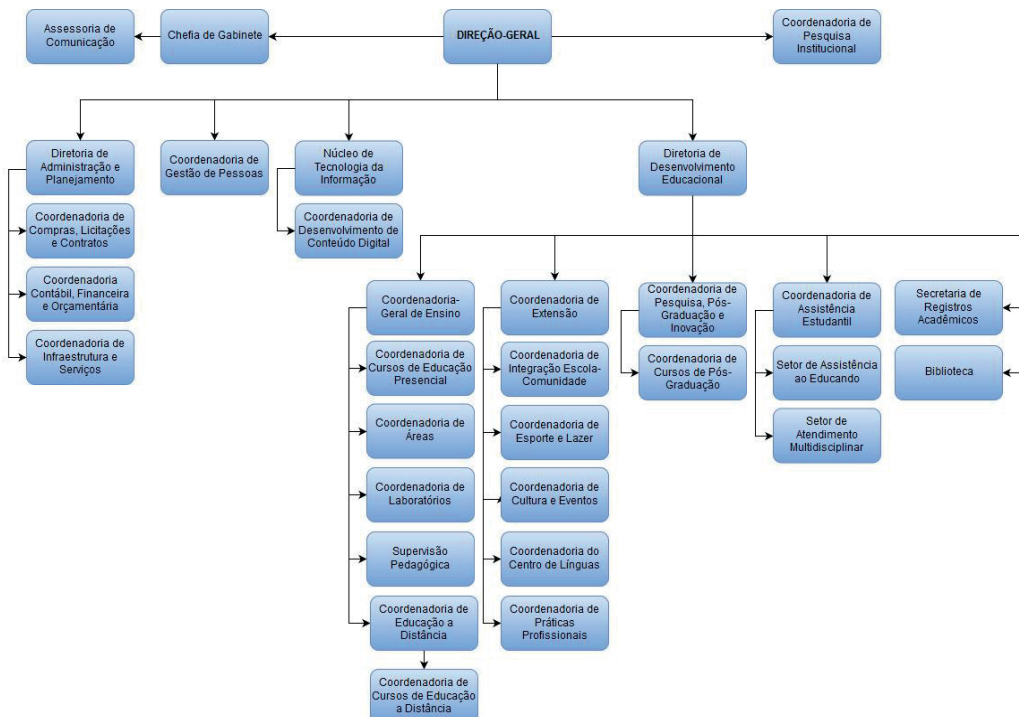 Assessoria de
Comunicação
Chefia de Gabinete
DIREÇÃO-GERAL
Coordenadoria de
Pesquisa
Institucional
Diretoria de
Administração e
Planejamento
Coordenadoria de
Gestão de Pessoas
Núcleo de
Tecnologia da
Informação
Diretoria de
Desenvolvimento
Educacional
Coordenadoria de
Compras, Licitações
e Contratos
Coordenadoria de
Desenvolvimento de
Conteúdo Digital
Coordenadoria
Contábil, Financeira
e Orçamentária
Coordenadoria de
Infraestrutura e
Serviços
Coordenadoria-
Geral de Ensino
Coordenadoria de
Extensão
Coordenadoria de
Pesquisa, Pós-
Graduação e
Inovação
Coordenadoria de
Assistência
Estudantil
Secretaria de
Registros
Acadêmicos
Coordenadoria de
Cursos de Educação
Presencial
Coordenadoria de
Integração Escola-
Comunidade
Coordenadoria de
Cursos de Pós-
Graduação
Setor de Assistência
ao Educando
Biblioteca
Coordenadoria de
Áreas
Coordenadoria de
Esporte e Lazer
Setor de
Atendimento
Multidisciplinar
Coordenadoria de
Laboratórios
Coordenadoria de
Cultura e Eventos
Supervisão
Pedagógica
Coordenadoria do
Centro de Línguas
Coordenadoria de
Educação a
Distância
Coordenadoria de
Práticas
Profissionais
Coordenadoria de
Cursos de Educação
a Distância